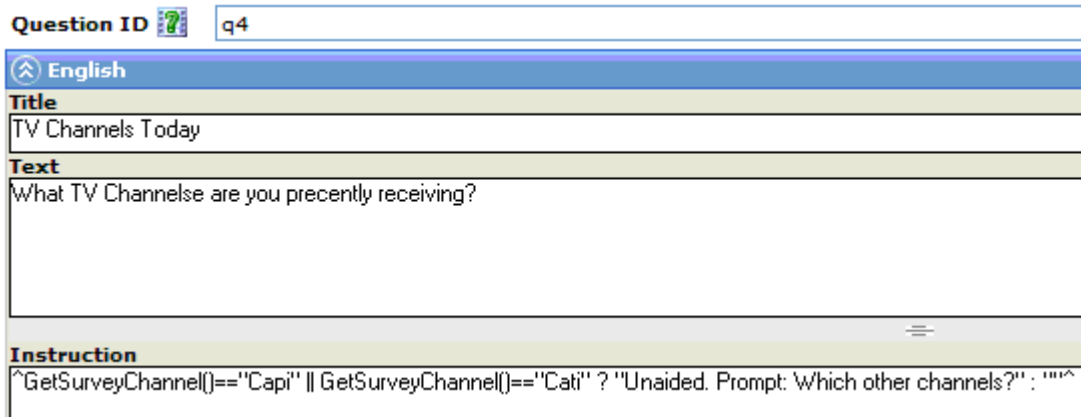 Question ID q4
English
Title
TV Channels Today
Text
What TV Channelse are you precently receiving?
Instruction
^GetSurveyChannel()=="Capi" || GetSurveyChannel()=="Cati" ? "Unaided. Prompt: Which other channels?" : ""^